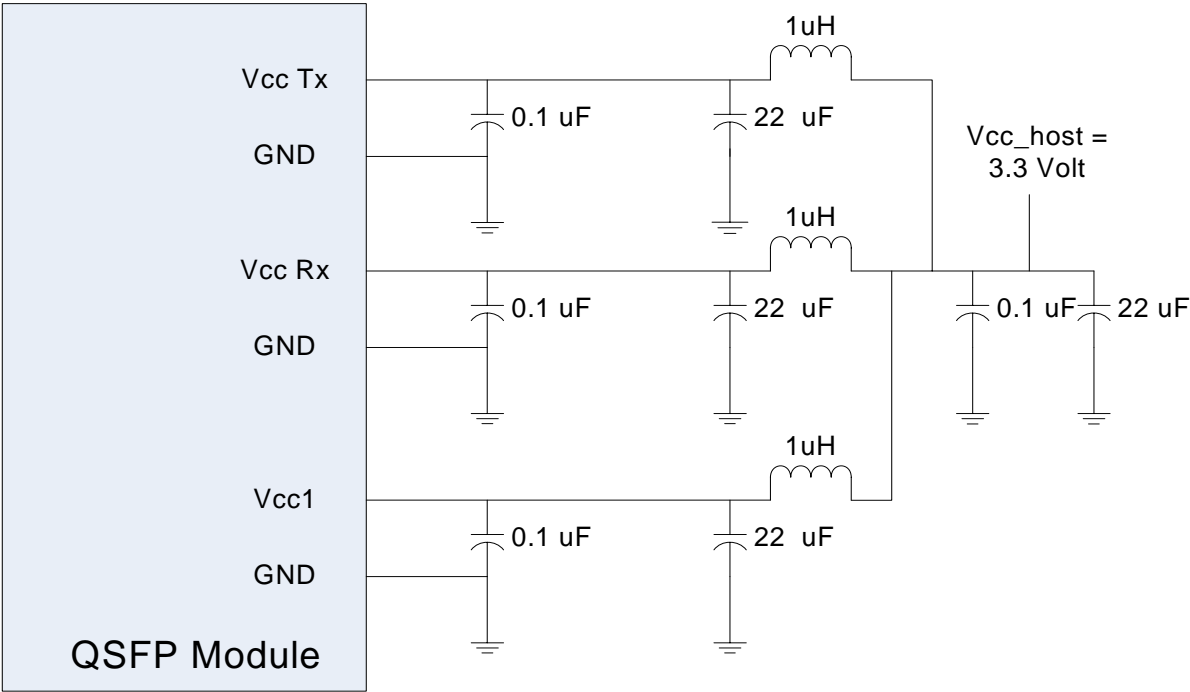 1uH
Vcc Tx
0.1 uF
22 uF
GND
Vcc_host =
3.3 Volt
1uH
Vcc Rx
0.1 uF
22 uF
0.1 uF
22 uF
GND
1uH
Vcc1
0.1 uF
22 uF
GND
QSFP Module